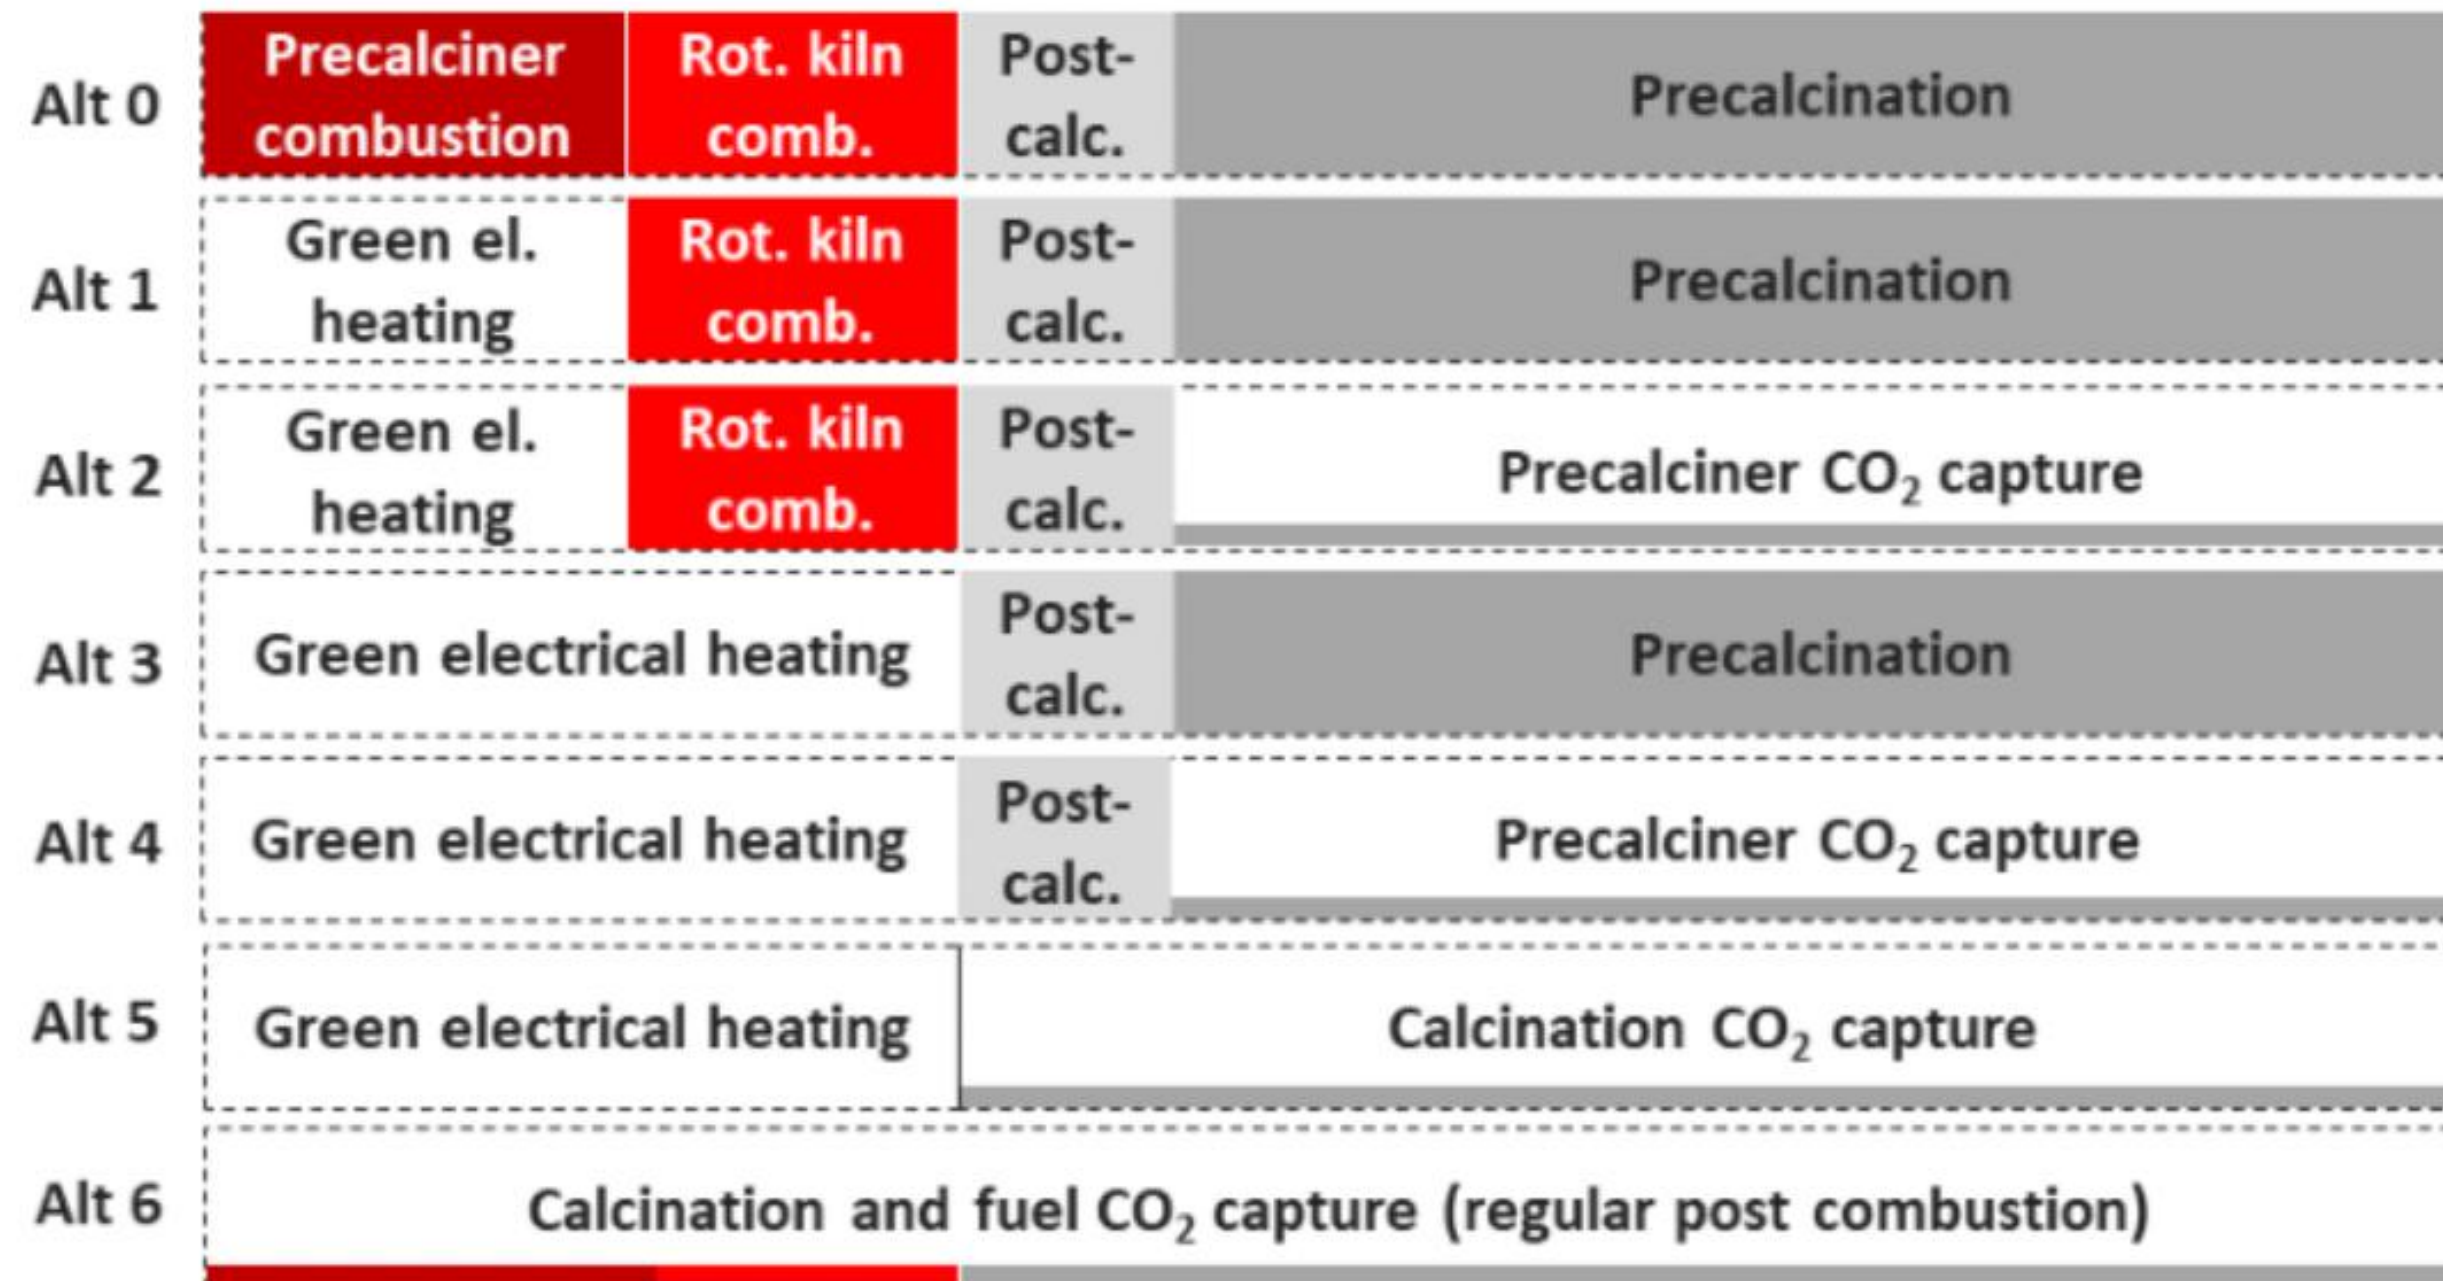 Alt 0
Precalciner
combustion
Rot. kiln
comb.
Post-
calc.
Precalcination
Alt 1
Green el.
heating
Rot. kiln
comb.
Post-
calc.
Precalcination
Alt 2
Green el.
heating
Rot. kiln
comb.
Post-
calc.
Precalciner CO₂ capture
Alt 3
Green electrical heating
Post-
calc.
Precalcination
Alt 4
Green electrical heating
Post-
calc.
Precalciner CO₂ capture
Alt 5
Green electrical heating
Calcination CO₂ capture
Alt 6
Calcination and fuel CO₂ capture (regular post combustion)